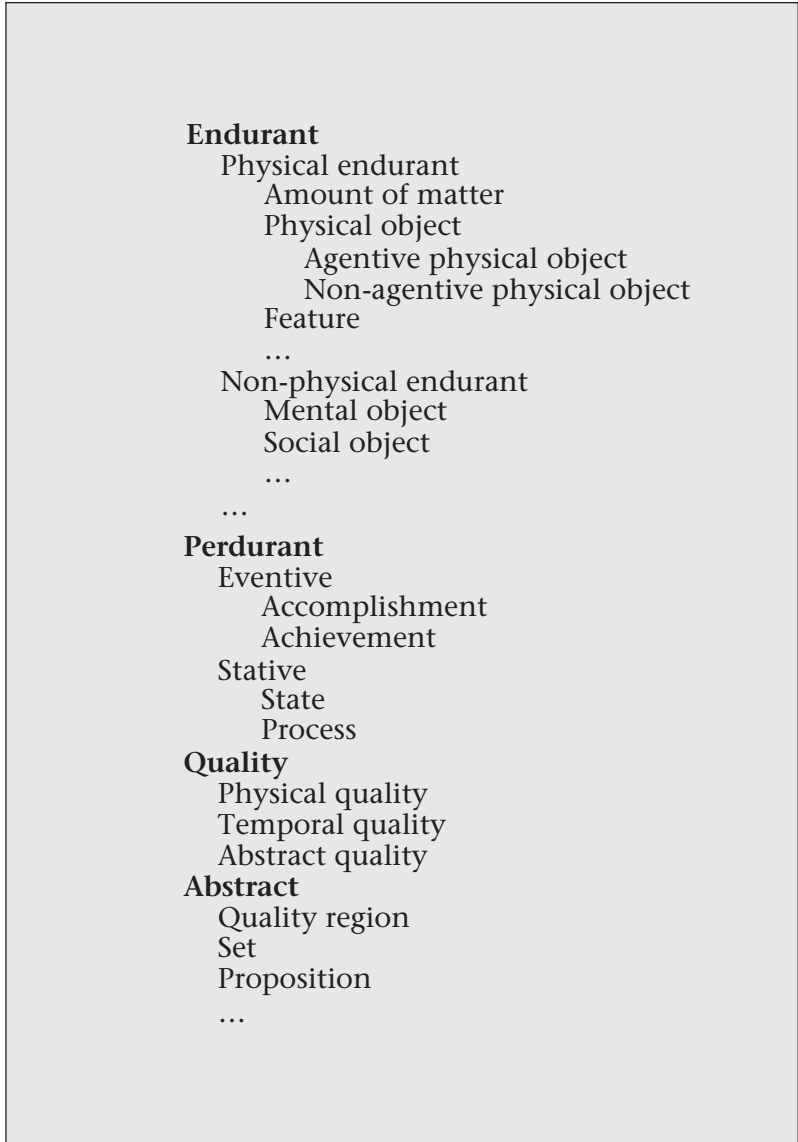 Endurant
Physical endurant
Amount of matter
Physical object
Agentive physical object
Non-agentive physical object
Feature
…
Non-physical endurant
Mental object
Social object
…
…
Perdurant
Eventive
Accomplishment
Achievement
Stative
State
Process
Quality
Physical quality
Temporal quality
Abstract quality
Abstract
Quality region
Set
Proposition
…